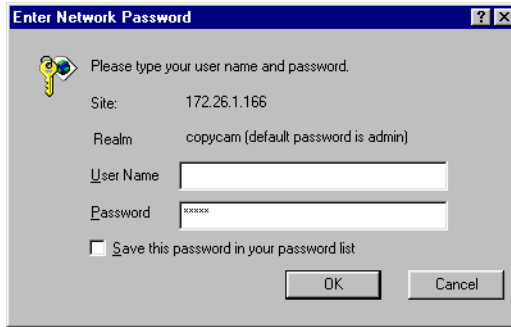 Enter Network Password
Please type your user name and password.
Site: 172.26.1.166
Realm copycam (default password is admin)
User Name
Password xxxxx
Save this password in your password list
OK Cancel